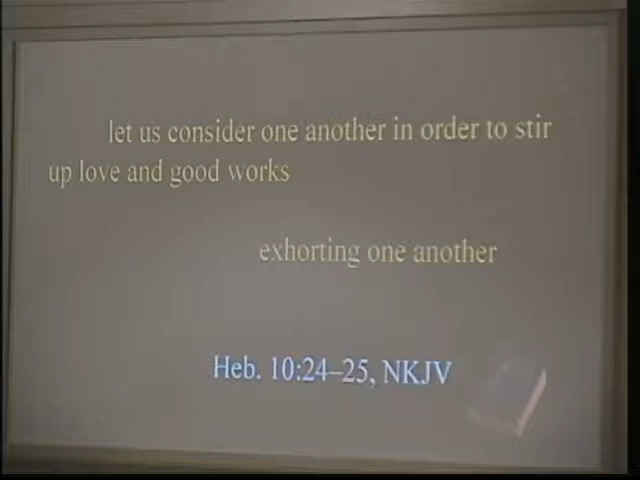 let us consider one another in order to stir
up love and good works
exhorting one another
Heb. 10:24–25, NKJV